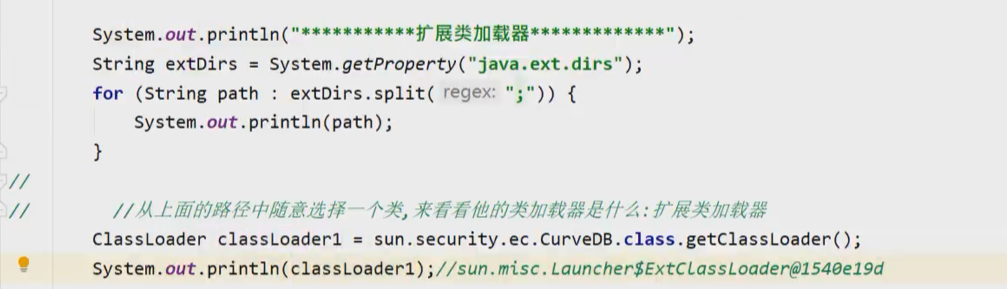 System.out.println("***********扩展类加载器*************");
String extDirs = System.getProperty("java.ext.dirs");
for (String path : extDirs.split( regex: ";")) {
System.out.println(path);
}
//
// //从上面的路径中随意选择一个类,来看看他的类加载器是什么:扩展类加载器
ClassLoader classLoader1 = sun.security.ec.CurveDB.class.getClassLoader();
System.out.println(classLoader1);//sun.misc.Launcher$ExtClassLoader@1540e19d